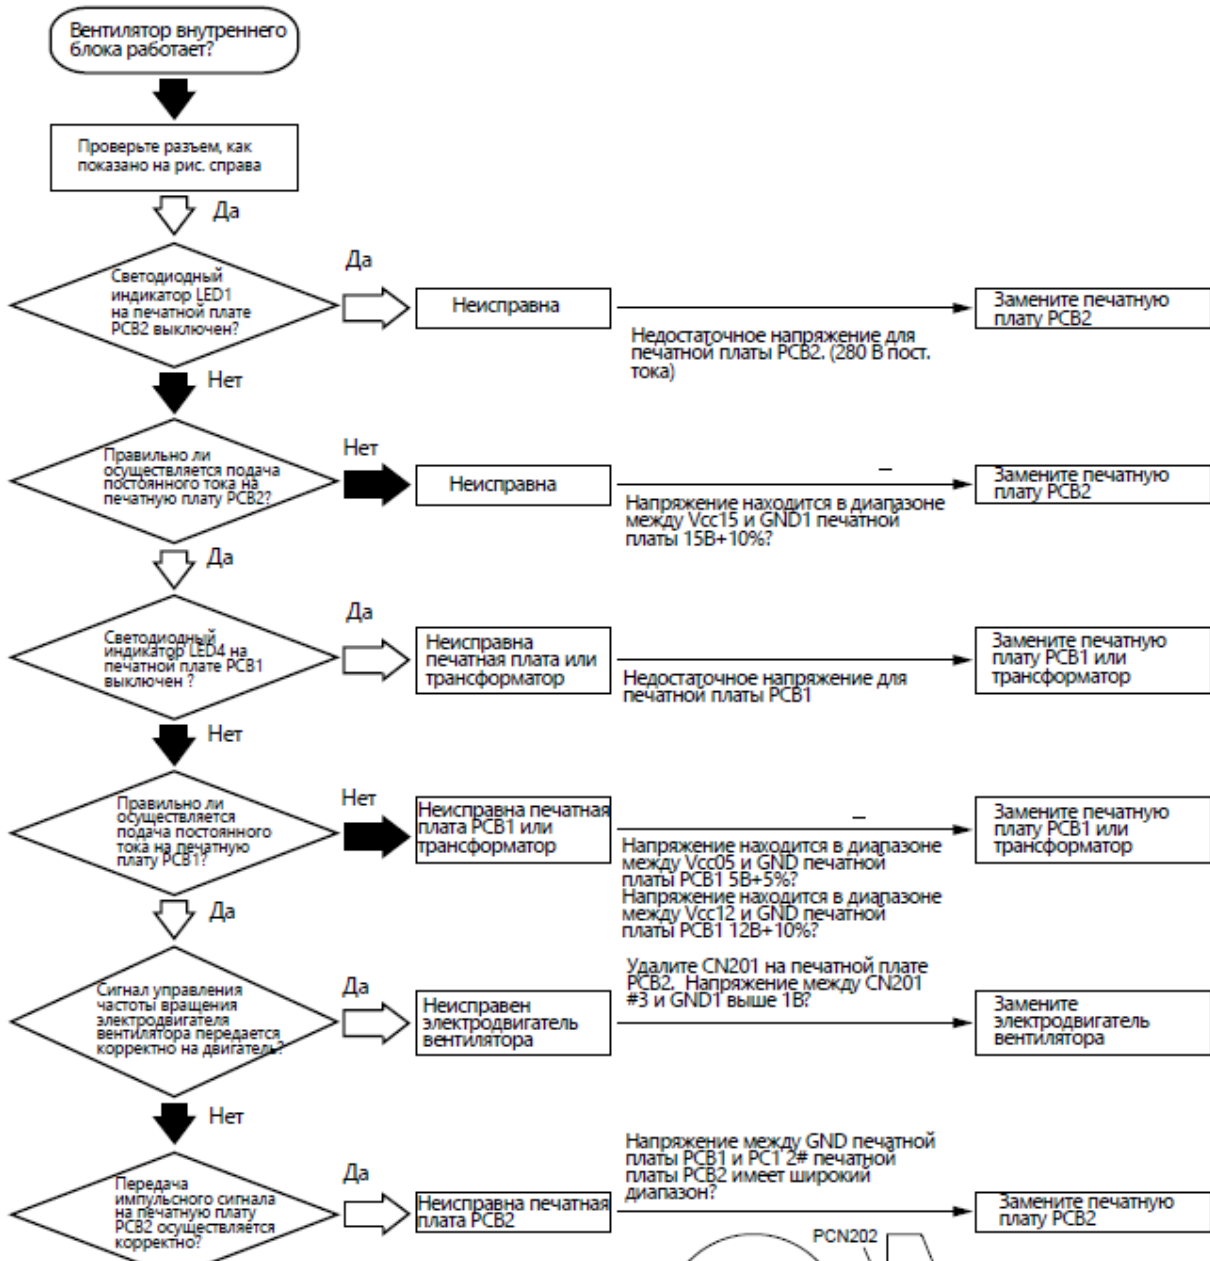 Вентилятор внутреннего
блока работает?
Проверьте разъем, как
показано на рис. справа
Да
Светодиодный
индикатор LED1
на печатной плате
PCB2 выключен?
Да
Неисправна
Недостаточное напряжение для
печатной платы PCB2. (280 В пост.
тока)
Замените печатную
плату PCB2
Нет
Правильно ли
осуществляется подача
постоянного тока на
печатную плату PCB2?
Нет
Неисправна
Напряжение находится в диапазоне
между Vcc15 и GND1 печатной
платы 15В+10%?
Замените печатную
плату PCB2
Да
Светодиодный
индикатор LED4 на
печатной плате PCB1
выключен ?
Да
Неисправна
печатная плата или
трансформатор
Недостаточное напряжение для
печатной платы PCB1
Замените печатную
плату PCB1 или
трансформатор
Нет
Правильно ли
осуществляется
подача постоянного
тока на печатную
плату PCB1?
Нет
Неисправна печатная
плата PCB1 или
трансформатор
Напряжение находится в диапазоне
между Vcc05 и GND печатной
платы PCB1 5В+5%?
Напряжение находится в диапазоне
между Vcc12 и GND печатной
платы PCB1 12В+10%?
Замените печатную
плату PCB1 или
трансформатор
Да
Сигнал управления
частоты вращения
электродвигателя
вентилятора передается
корректно на двигатель?
Да
Неисправен
электродвигатель
вентилятора
Удалите CN201 на печатной плате
PCB2. Напряжение между CN201
#3 и GND1 выше 1В?
Замените
электродвигатель
вентилятора
Нет
Передача
импульсного сигнала
на печатную плату
PCB2 осуществляется
корректно?
Да
Неисправна печатная
плата PCB2
Напряжение между GND печатной
платы PCB1 и PC1 2# печатной
платы PCB2 имеет широкий
диапазон?
Замените печатную
плату PCB2
PCN202